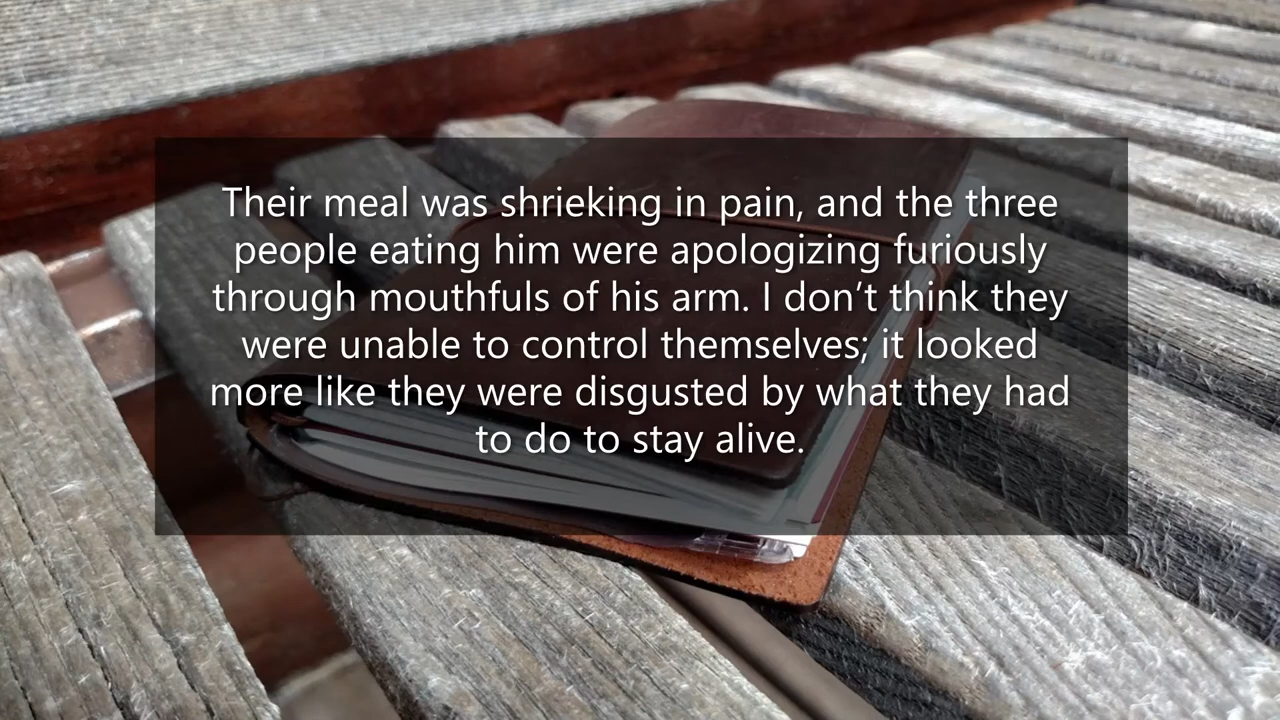 Their meal was shrieking in pain, and the three
people eating him were apologizing furiously
through mouthfuls of his arm. I don’t think they
were unable to control themselves; it looked
more like they were disgusted by what they had
to do to stay alive.